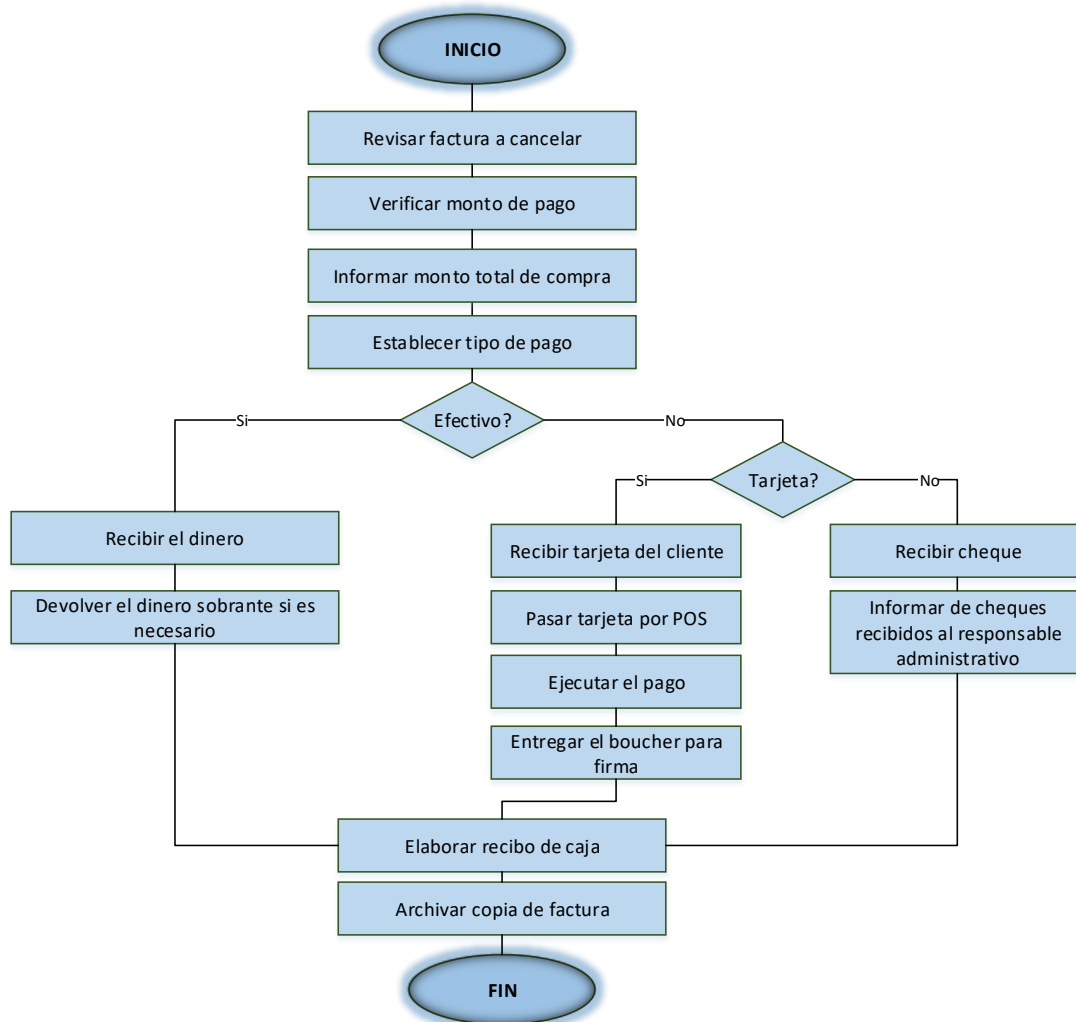 INICIO
Revisar factura a cancelar
Verificar monto de pago
Informar monto total de compra
Establecer tipo de pago
Si
Efectivo?
No
Si
Tarjeta?
No
Recibir el dinero
Recibir tarjeta del cliente
Recibir cheque
Devolver el dinero sobrante si es
necesario
Pasar tarjeta por POS
Informar de cheques
recibidos al responsable
administrativo
Ejecutar el pago
Entregar el boucher para
firma
Elaborar recibo de caja
Archivar copia de factura
FIN